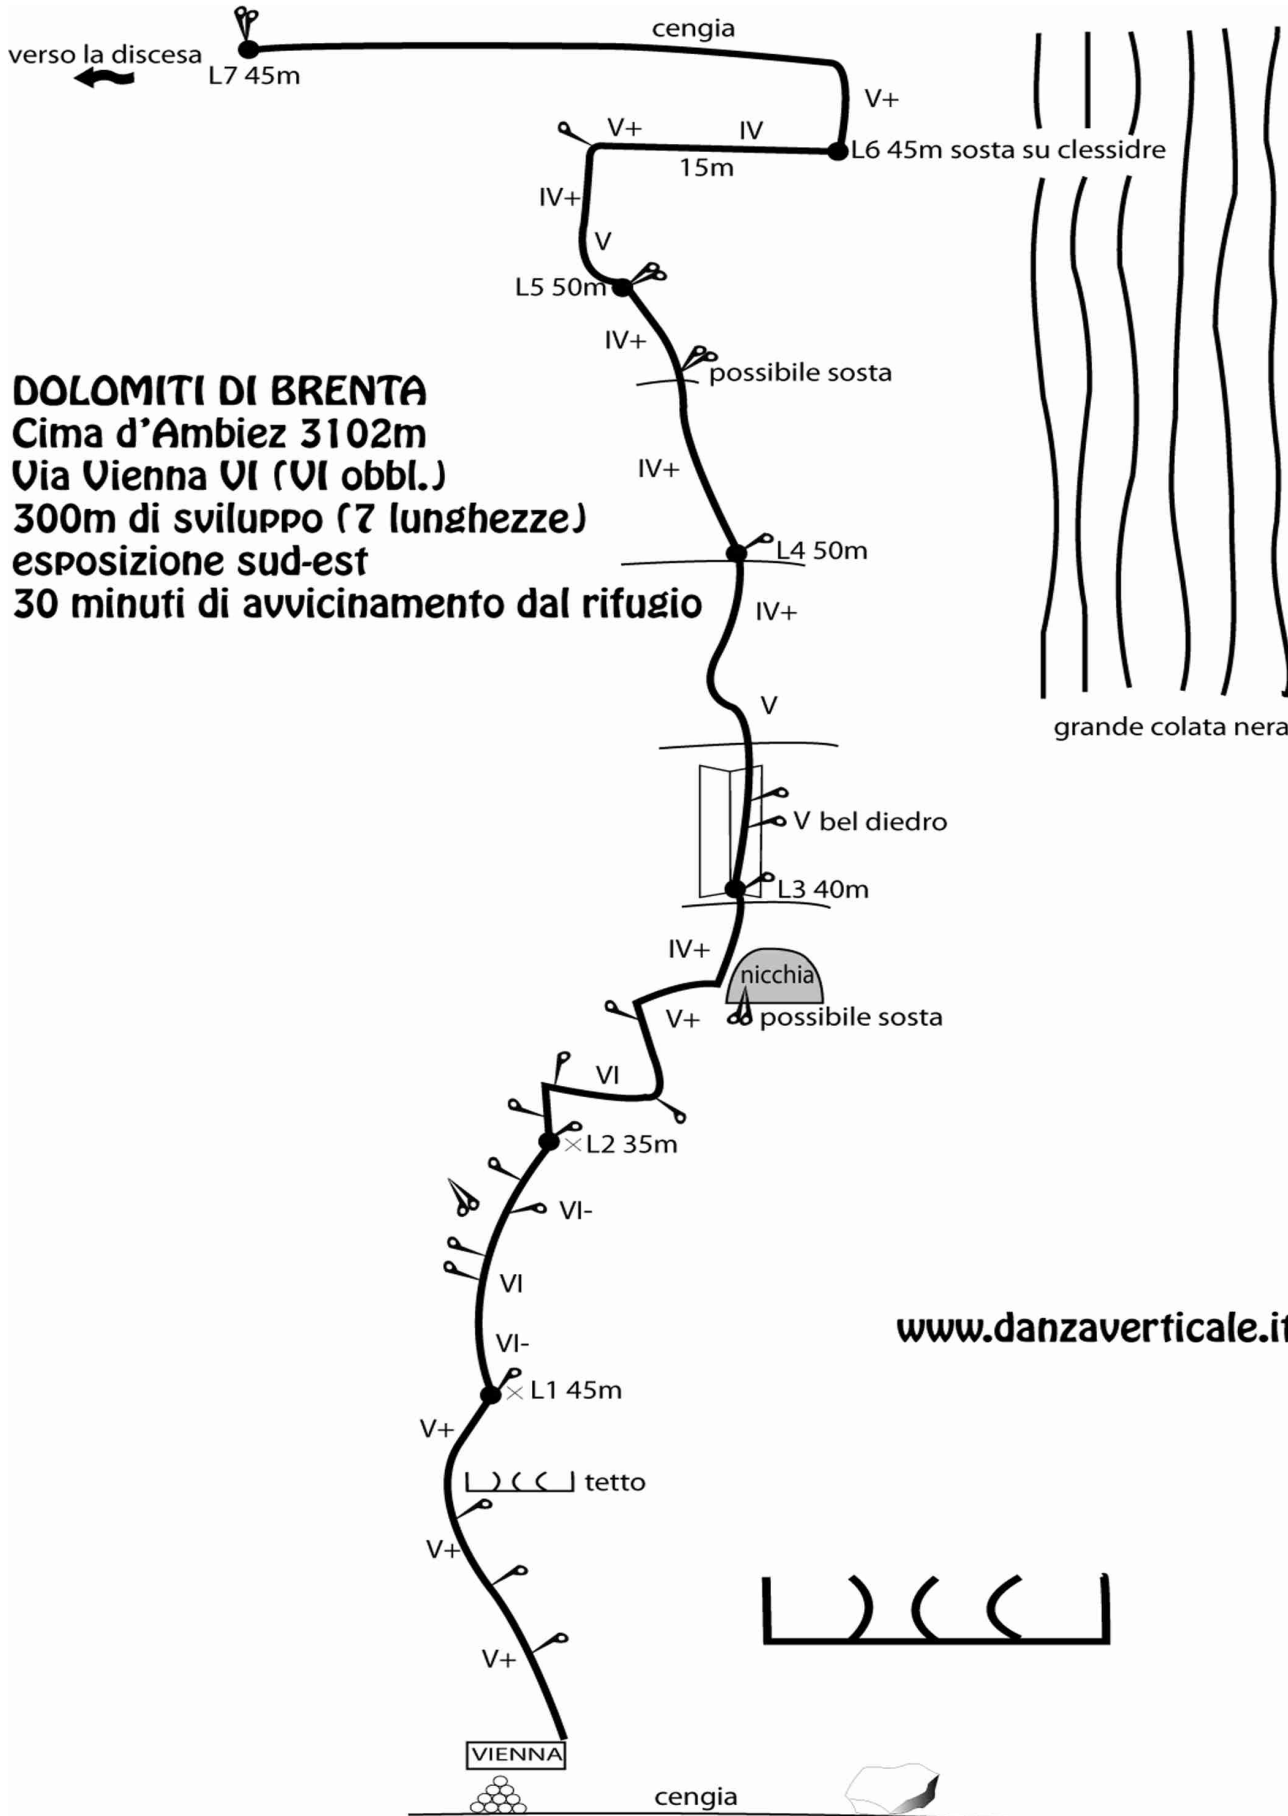 cengia
verso la discesa
L7 45m
V+
V+
IV
L6 45m sosta su clessidre
15m
IV+
V
L5 50m
IV+
possibile sosta
DOLOMITI DI BRENTA
Cima d'Ambiez 3102m
Via Vienna VI (VI obbl.)
300m di sviluppo (7 lunghezze)
esposizione sud-est
30 minuti di avvicinamento dal rifugio
IV+
L4 50m
IV+
V
grande colata nera
V bel diedro
L3 40m
IV+
nicchia
V+
possibile sosta
VI
L2 35m
VI-
VI
VI-
www.danzaverticale.it
L1 45m
V+
tetto
V+
V+
VIENNA
cengia